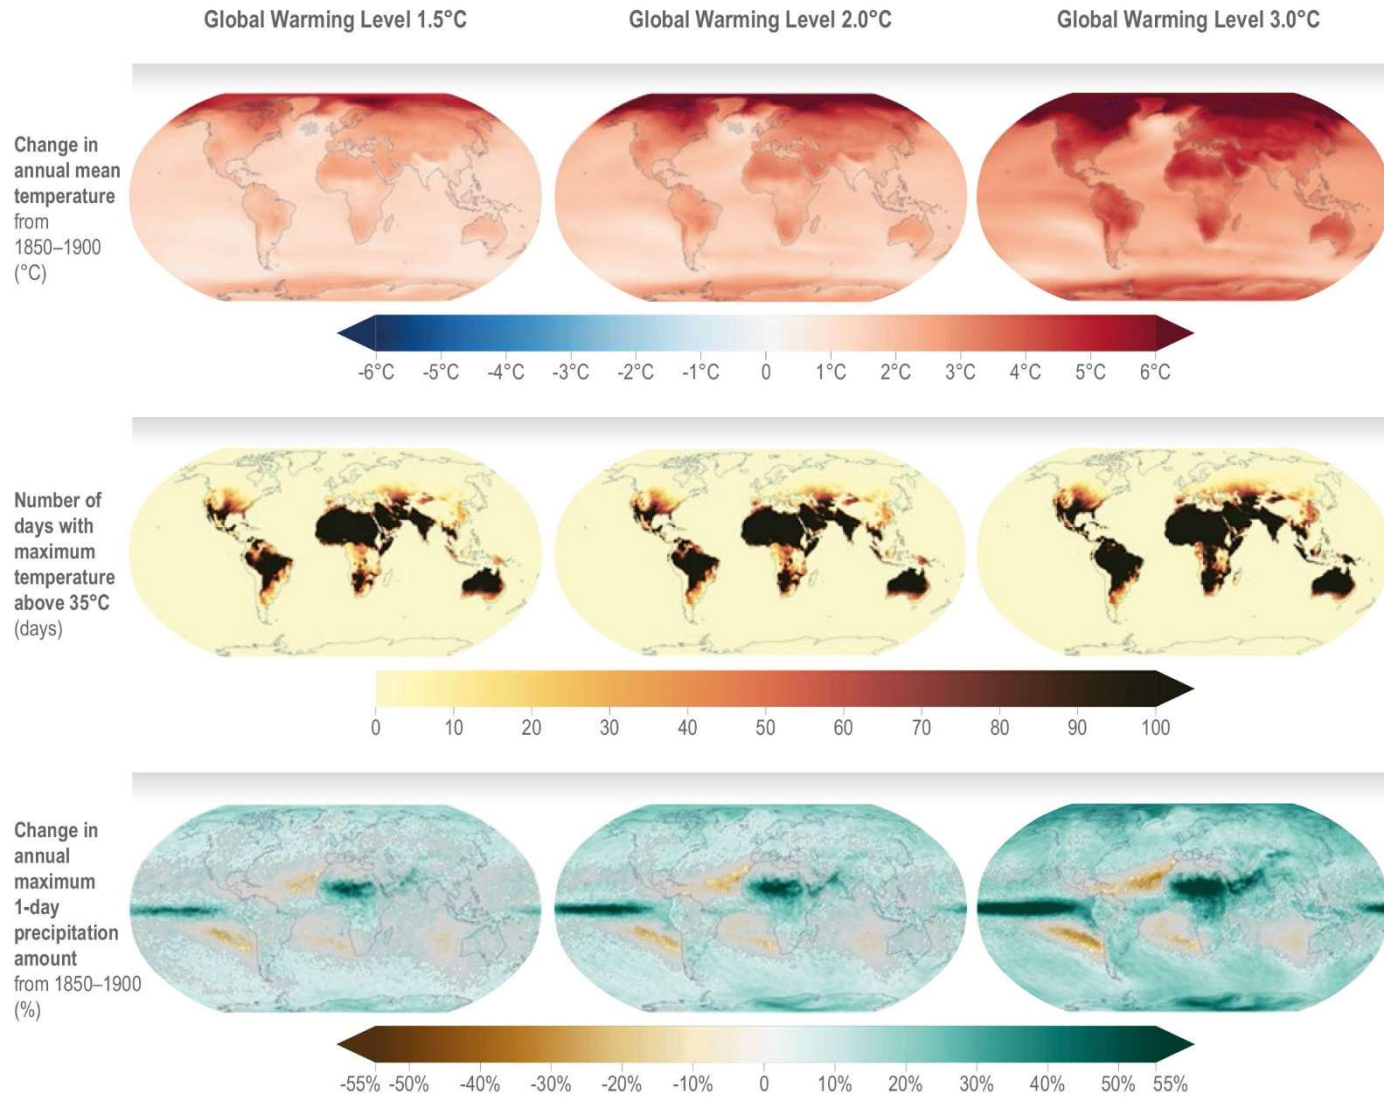 Global Warming Level 1.5°C
Global Warming Level 2.0°C
Global Warming Level 3.0°C
Change in
annual mean
temperature
from
1850–1900
(°C)
-6°C -5°C -4°C -3°C -2°C -1°C 0 1°C 2°C 3°C 4°C 5°C 6°C
Number of
days with
maximum
temperature
above 35°C
(days)
0 10 20 30 40 50 60 70 80 90 100
Change in
annual
maximum
1-day
precipitation
amount
from 1850–1900
(%)
-55% -50% -40% -30% -20% -10% 0 10% 20% 30% 40% 50% 55%